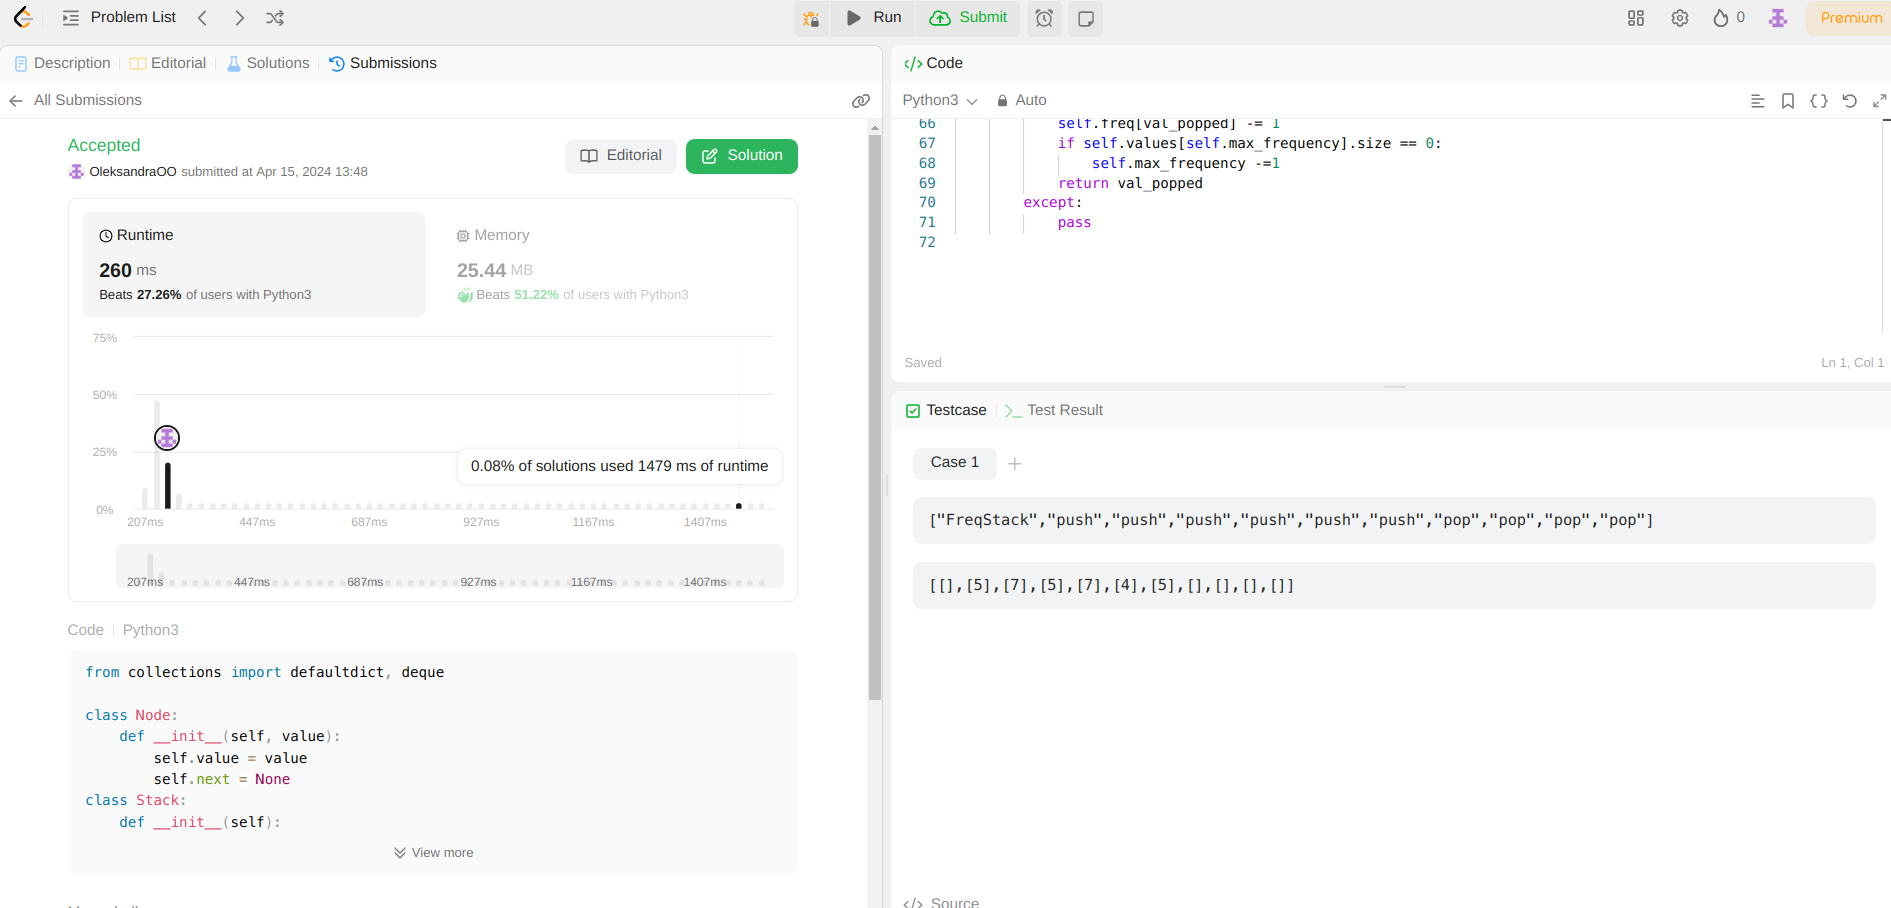 Problem List
Run
Submit
0
Premium
Description
Editorial
Solutions
Submissions
All Submissions
Accepted
OleksandraOO submitted at Apr 15, 2024 13:48
Editorial
Solution
Runtime
260 ms
Beats 27.26% of users with Python3
Memory
25.44 MB
Beats 51.22% of users with Python3
75%
50%
25%
0%
0.08% of solutions used 1479 ms of runtime
207ms 447ms 687ms 927ms 1167ms 1407ms
207ms 447ms 687ms 927ms 1167ms 1407ms
Code
Python3
from collections import defaultdict, deque
class Node:
def __init__(self, value):
self.value = value
self.next = None
class Stack:
def __init__(self):
View more
</> Code
Python3
Auto
66 self.freq[val_popped] -= 1
67 if self.values[self.max_frequency].size == 0:
68 self.max_frequency -=1
69 return val_popped
70 except:
71 pass
72
Saved
Ln 1, Col 1
Testcase
Test Result
Case 1
["FreqStack","push","push","push","push","push","push","pop","pop","pop","pop"]
[[],[5],[7],[5],[7],[4],[5],[],[],[],[]]
</> Source